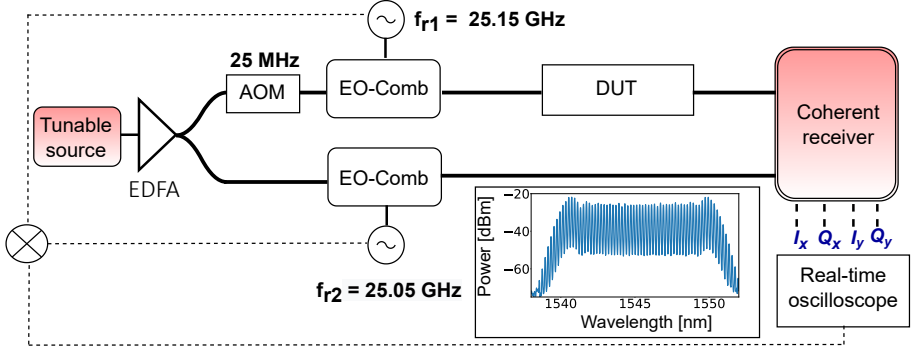 f_r1 = 25.15 GHz
25 MHz
AOM
EO-Comb
DUT
Coherent
receiver
Tunable
source
EDFA
EO-Comb
I_x Q_x I_y Q_y
f_r2 = 25.05 GHz
Real-time
oscilloscope
Power [dBm]
−20
−40
−60
1540 1545 1550
Wavelength [nm]